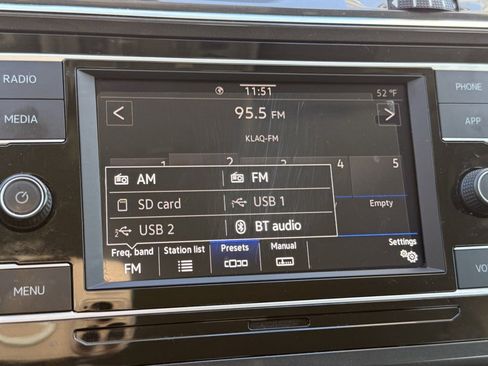 RADIO
MEDIA
MENU
PHONE
APP
11:51
52 °F
95.5 FM
KLAQ-FM
1 2 3 4 5
AM
FM
SD card
USB 1
USB 2
BT audio
Empty
Freq. band
FM
Station list
Presets
Manual
Settings